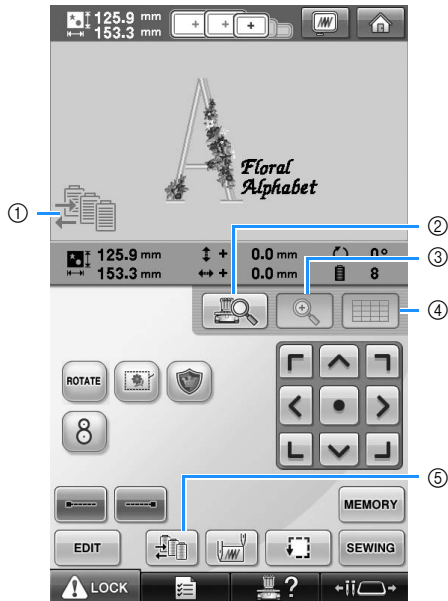 125.9 mm
153.3 mm
Floral
Alphabet
①
②
③
④
⑤
125.9 mm + 0.0 mm 0°
153.3 mm + 0.0 mm 8
ROTATE
8
MEMORY
EDIT
SEWING
LOCK
?